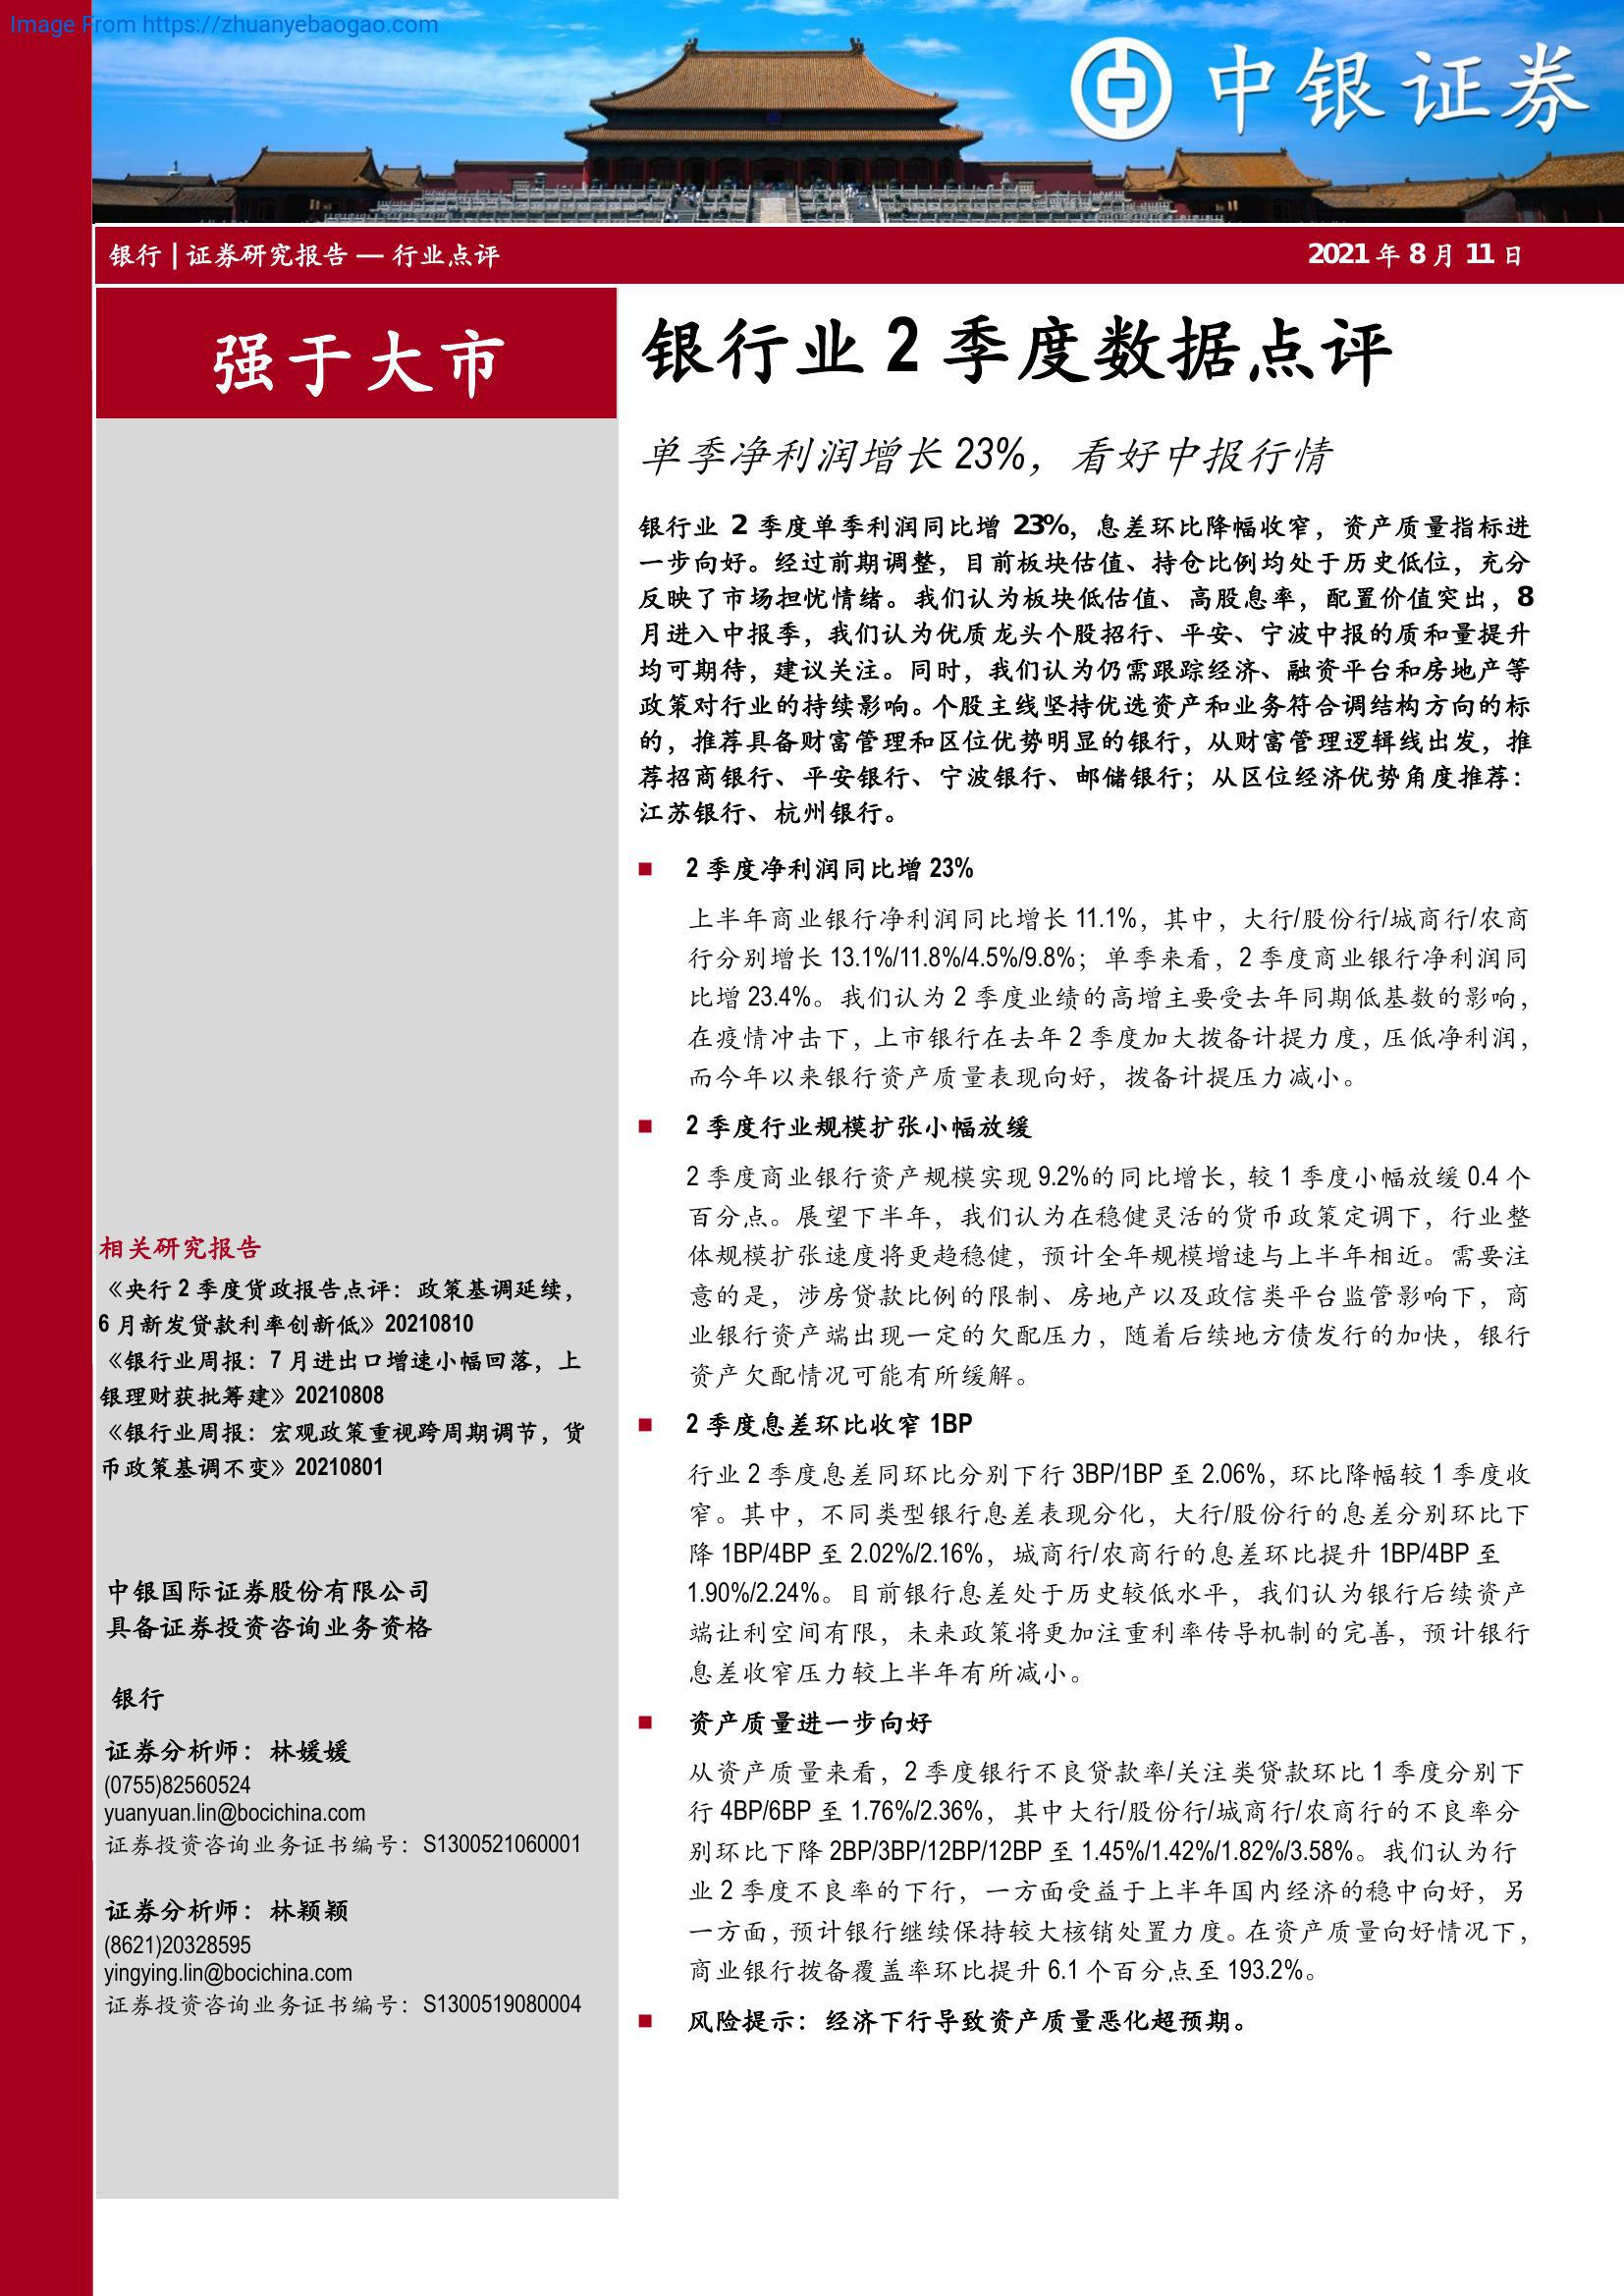 Image From https://zhuanyebaogao.com
中银证券
银行 | 证券研究报告 — 行业点评
2021 年 8 月 11 日
强于大市
银行业 2 季度数据点评
单季净利润增长 23%，看好中报行情
银行业 2 季度单季利润同比增 23%，息差环比降幅收窄，资产质量指标进
一步向好。经过前期调整，目前板块估值、持仓比例均处于历史低位，充分
反映了市场担忧情绪。我们认为板块低估值、高股息率，配置价值突出，8
月进入中报季，我们认为优质龙头个股招行、平安、宁波中报的质和量提升
均可期待，建议关注。同时，我们认为仍需跟踪经济、融资平台和房地产等
政策对行业的持续影响。个股主线坚持优选资产和业务符合调结构方向的标
的，推荐具备财富管理和区位优势明显的银行，从财富管理逻辑线出发，推
荐招商银行、平安银行、宁波银行、邮储银行；从区位经济优势角度推荐：
江苏银行、杭州银行。
■ 2 季度净利润同比增 23%
上半年商业银行净利润同比增长 11.1%，其中，大行/股份行/城商行/农商
行分别增长 13.1%/11.8%/4.5%/9.8%；单季来看，2 季度商业银行净利润同
比增 23.4%。我们认为 2 季度业绩的高增主要受去年同期低基数的影响，
在疫情冲击下，上市银行在去年 2 季度加大拨备计提力度，压低净利润，
而今年以来银行资产质量表现向好，拨备计提压力减小。
■ 2 季度行业规模扩张小幅放缓
2 季度商业银行资产规模实现 9.2%的同比增长，较 1 季度小幅放缓 0.4 个
百分点。展望下半年，我们认为在稳健灵活的货币政策定调下，行业整
体规模扩张速度将更趋稳健，预计全年规模增速与上半年相近。需要注
意的是，涉房贷款比例的限制、房地产以及政信类平台监管影响下，商
业银行资产端出现一定的欠配压力，随着后续地方债发行的加快，银行
资产欠配情况可能有所缓解。
■ 2 季度息差环比收窄 1BP
行业 2 季度息差同环比分别下行 3BP/1BP 至 2.06%，环比降幅较 1 季度收
窄。其中，不同类型银行息差表现分化，大行/股份行的息差分别环比下
降 1BP/4BP 至 2.02%/2.16%，城商行/农商行的息差环比提升 1BP/4BP 至
1.90%/2.24%。目前银行息差处于历史较低水平，我们认为银行后续资产
端让利空间有限，未来政策将更加注重利率传导机制的完善，预计银行
息差收窄压力较上半年有所减小。
■ 资产质量进一步向好
从资产质量来看，2 季度银行不良贷款率/关注类贷款环比 1 季度分别下
行 4BP/6BP 至 1.76%/2.36%，其中大行/股份行/城商行/农商行的不良率分
别环比下降 2BP/3BP/12BP/12BP 至 1.45%/1.42%/1.82%/3.58%。我们认为行
业 2 季度不良率的下行，一方面受益于上半年国内经济的稳中向好，另
一方面，预计银行继续保持较大核销处置力度。在资产质量向好情况下，
商业银行拨备覆盖率环比提升 6.1 个百分点至 193.2%。
■ 风险提示：经济下行导致资产质量恶化超预期。
相关研究报告
《央行 2 季度货政报告点评：政策基调延续，
6 月新发贷款利率创新低》20210810
《银行业周报：7 月进出口增速小幅回落，上
银理财获批筹建》20210808
《银行业周报：宏观政策重视跨周期调节，货
币政策基调不变》20210801
中银国际证券股份有限公司
具备证券投资咨询业务资格
银行
证券分析师：林媛媛
(0755)82560524
yuanyuan.lin@bocichina.com
证券投资咨询业务证书编号：S1300521060001
证券分析师：林颖颖
(8621)20328595
yingying.lin@bocichina.com
证券投资咨询业务证书编号：S1300519080004